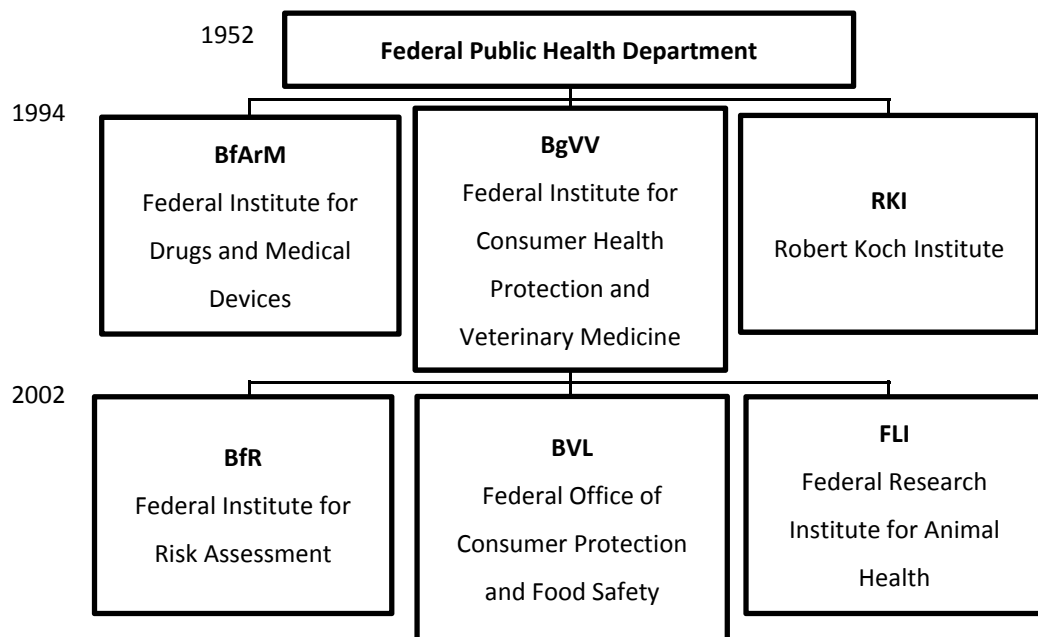 1952
Federal Public Health Department
1994
BfArM
Federal Institute for
Drugs and Medical
Devices
BgVV
Federal Institute for
Consumer Health
Protection and
Veterinary Medicine
RKI
Robert Koch Institute
2002
BfR
Federal Institute for
Risk Assessment
BVL
Federal Office of
Consumer Protection
and Food Safety
FLI
Federal Research
Institute for Animal
Health